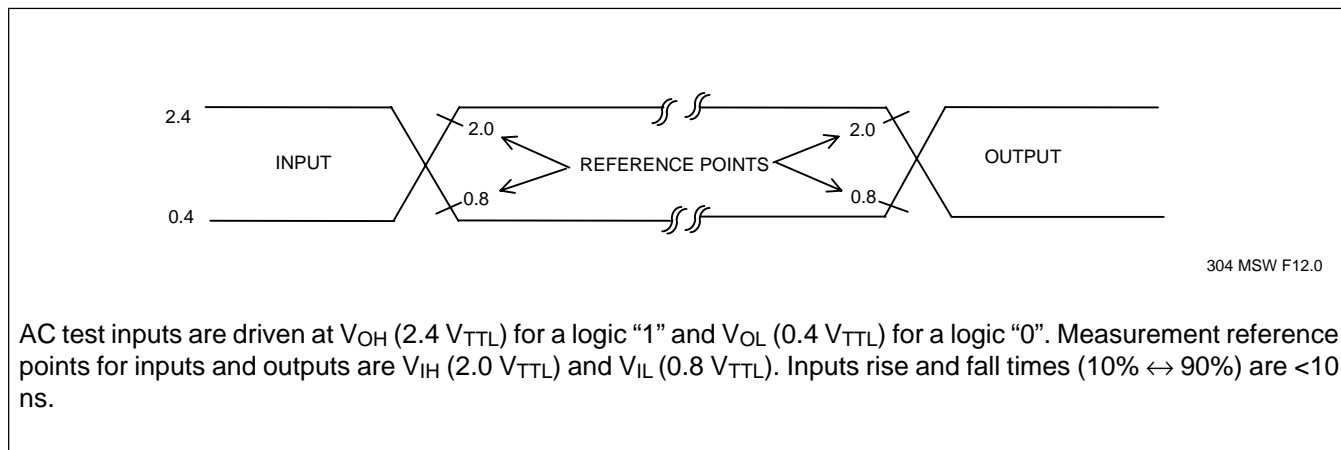 2.4
2.0
2.0
INPUT
REFERENCE POINTS
OUTPUT
0.8
0.8
0.4
304 MSW F12.0
AC test inputs are driven at VOH (2.4 VTTL) for a logic “1” and VOL (0.4 VTTL) for a logic “0”. Measurement reference
points for inputs and outputs are VIH (2.0 VTTL) and VIL (0.8 VTTL). Inputs rise and fall times (10% ↔ 90%) are <10
ns.